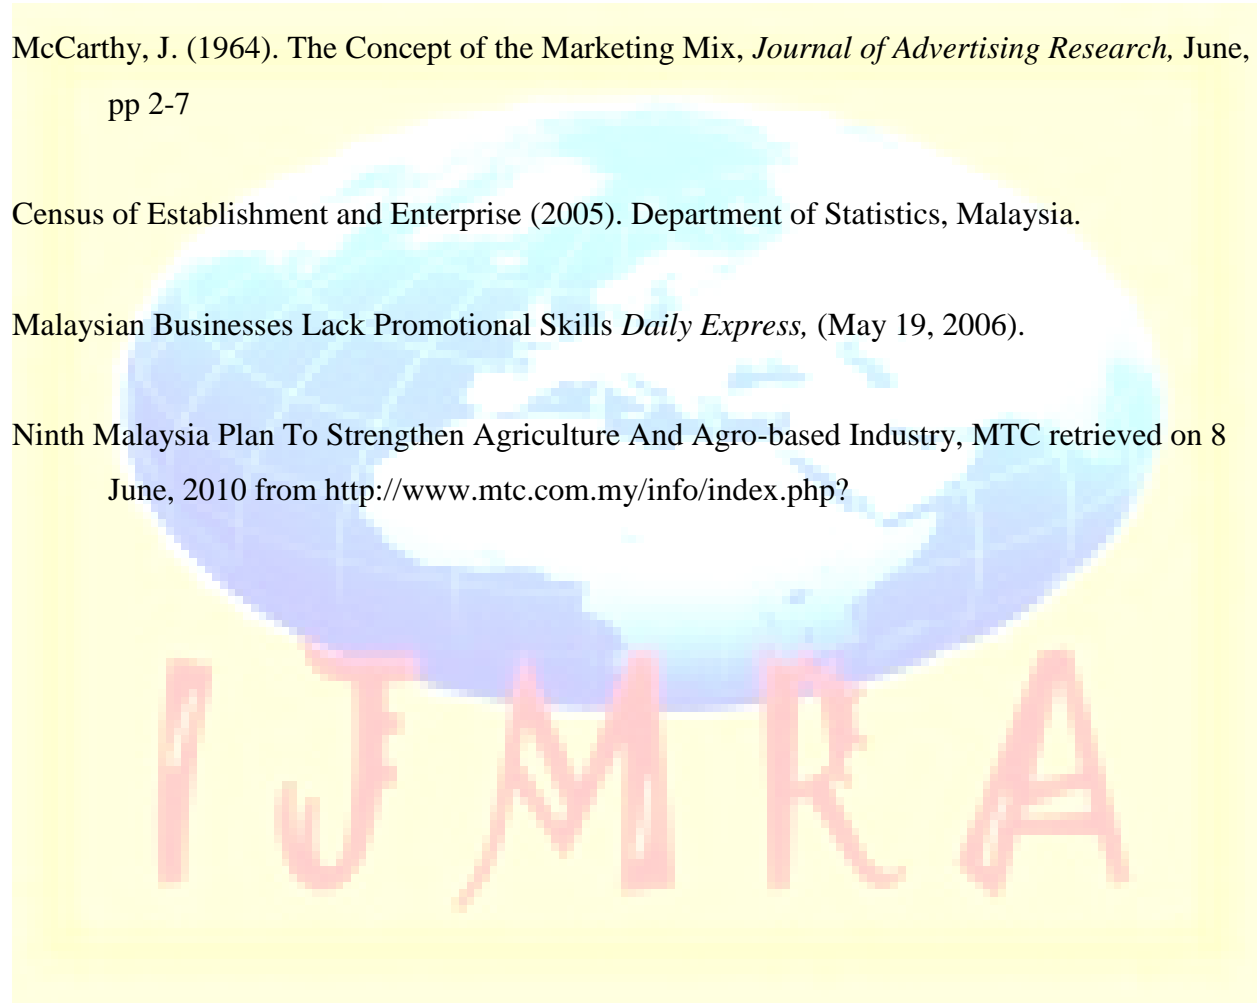 McCarthy, J. (1964). The Concept of the Marketing Mix, Journal of Advertising Research, June,
pp 2-7
Census of Establishment and Enterprise (2005). Department of Statistics, Malaysia.
Malaysian Businesses Lack Promotional Skills Daily Express, (May 19, 2006).
Ninth Malaysia Plan To Strengthen Agriculture And Agro-based Industry, MTC retrieved on 8
June, 2010 from http://www.mtc.com.my/info/index.php?
IJMRA